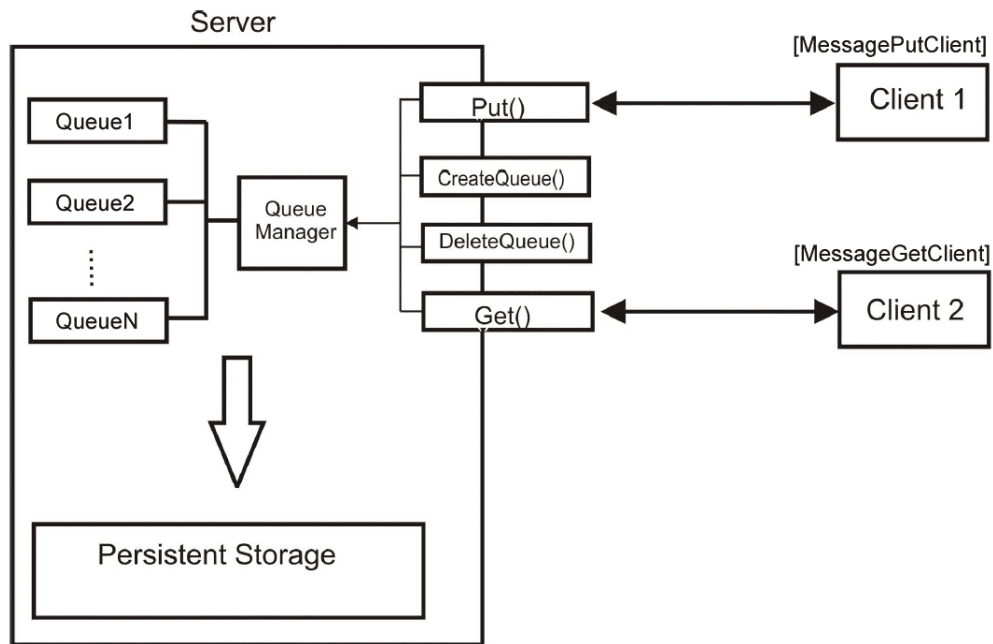 Server
[MessagePutClient]
Client 1
Put()
Queue1
CreateQueue()
Queue2
Queue
Manager
DeleteQueue()
[MessageGetClient]
Client 2
QueueN
Get()
Persistent Storage